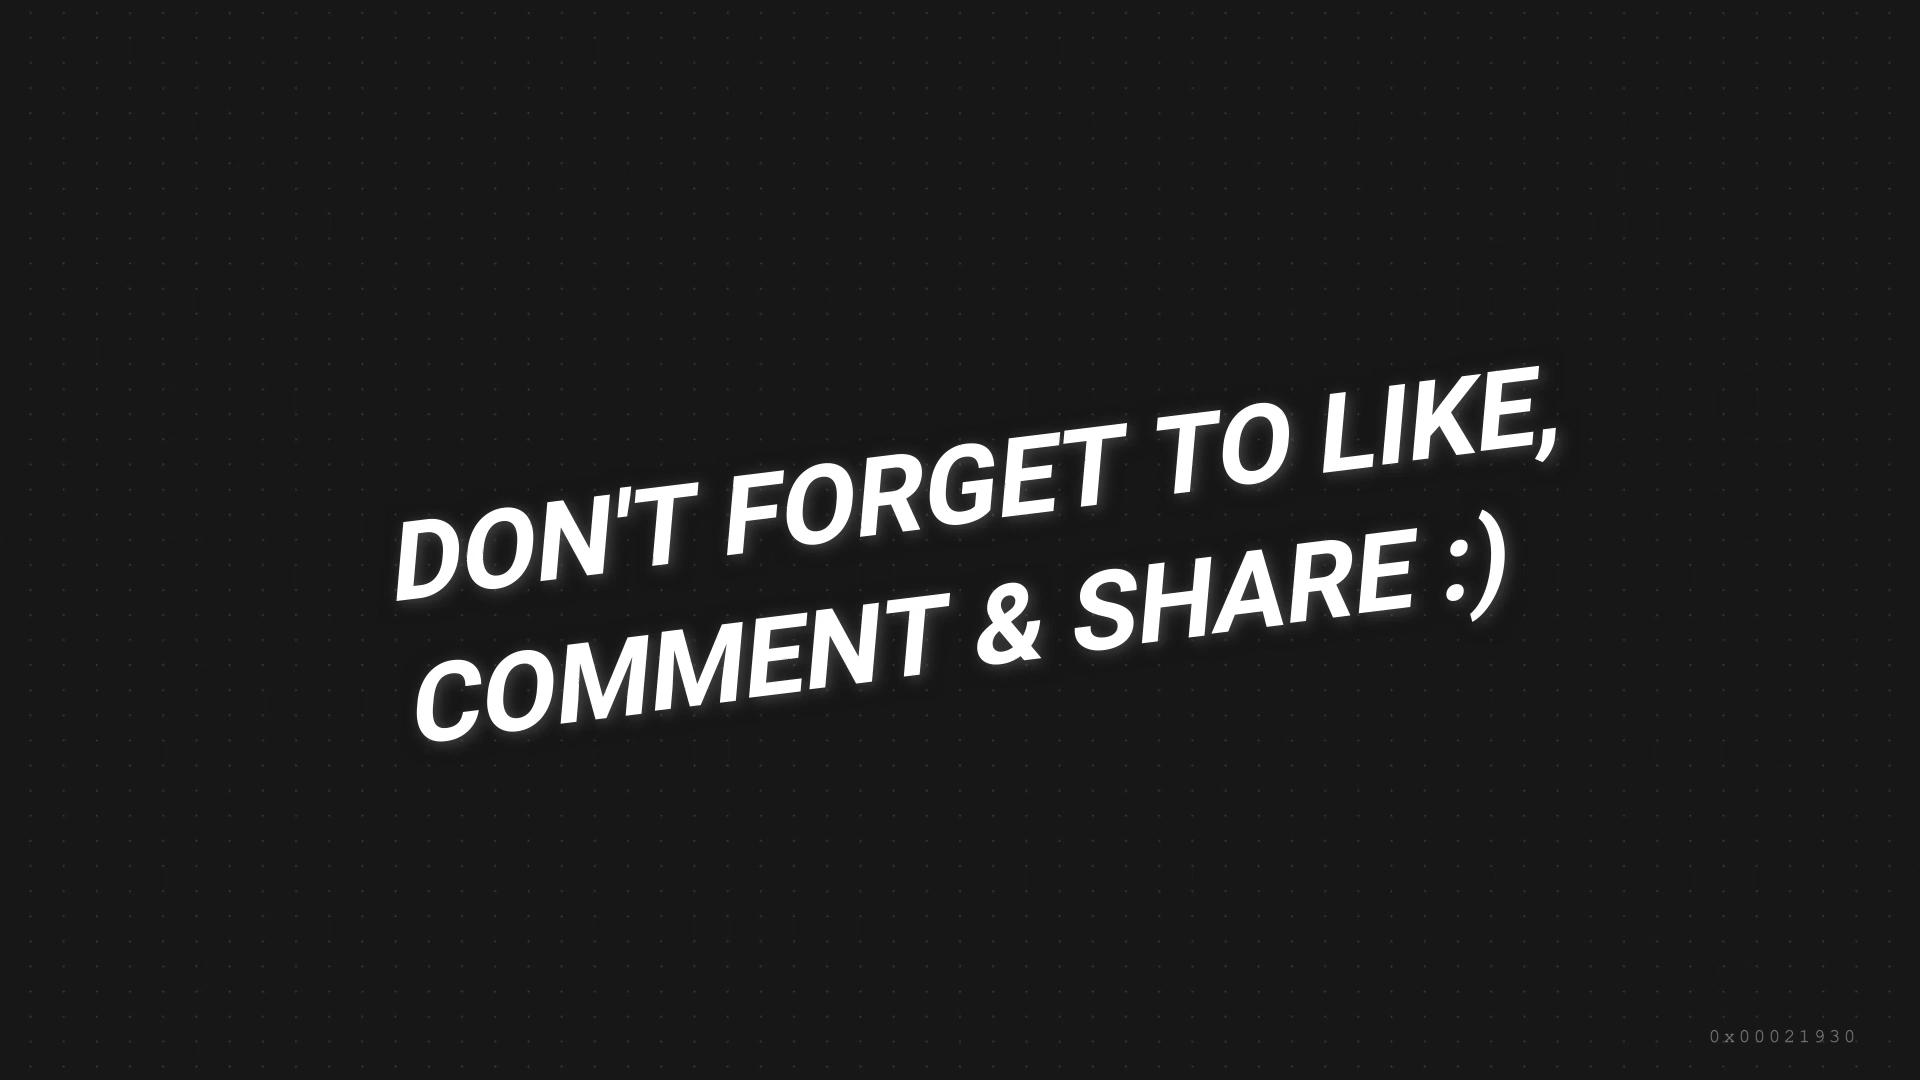 DON'T FORGET TO LIKE,
COMMENT & SHARE :)
0x00021930